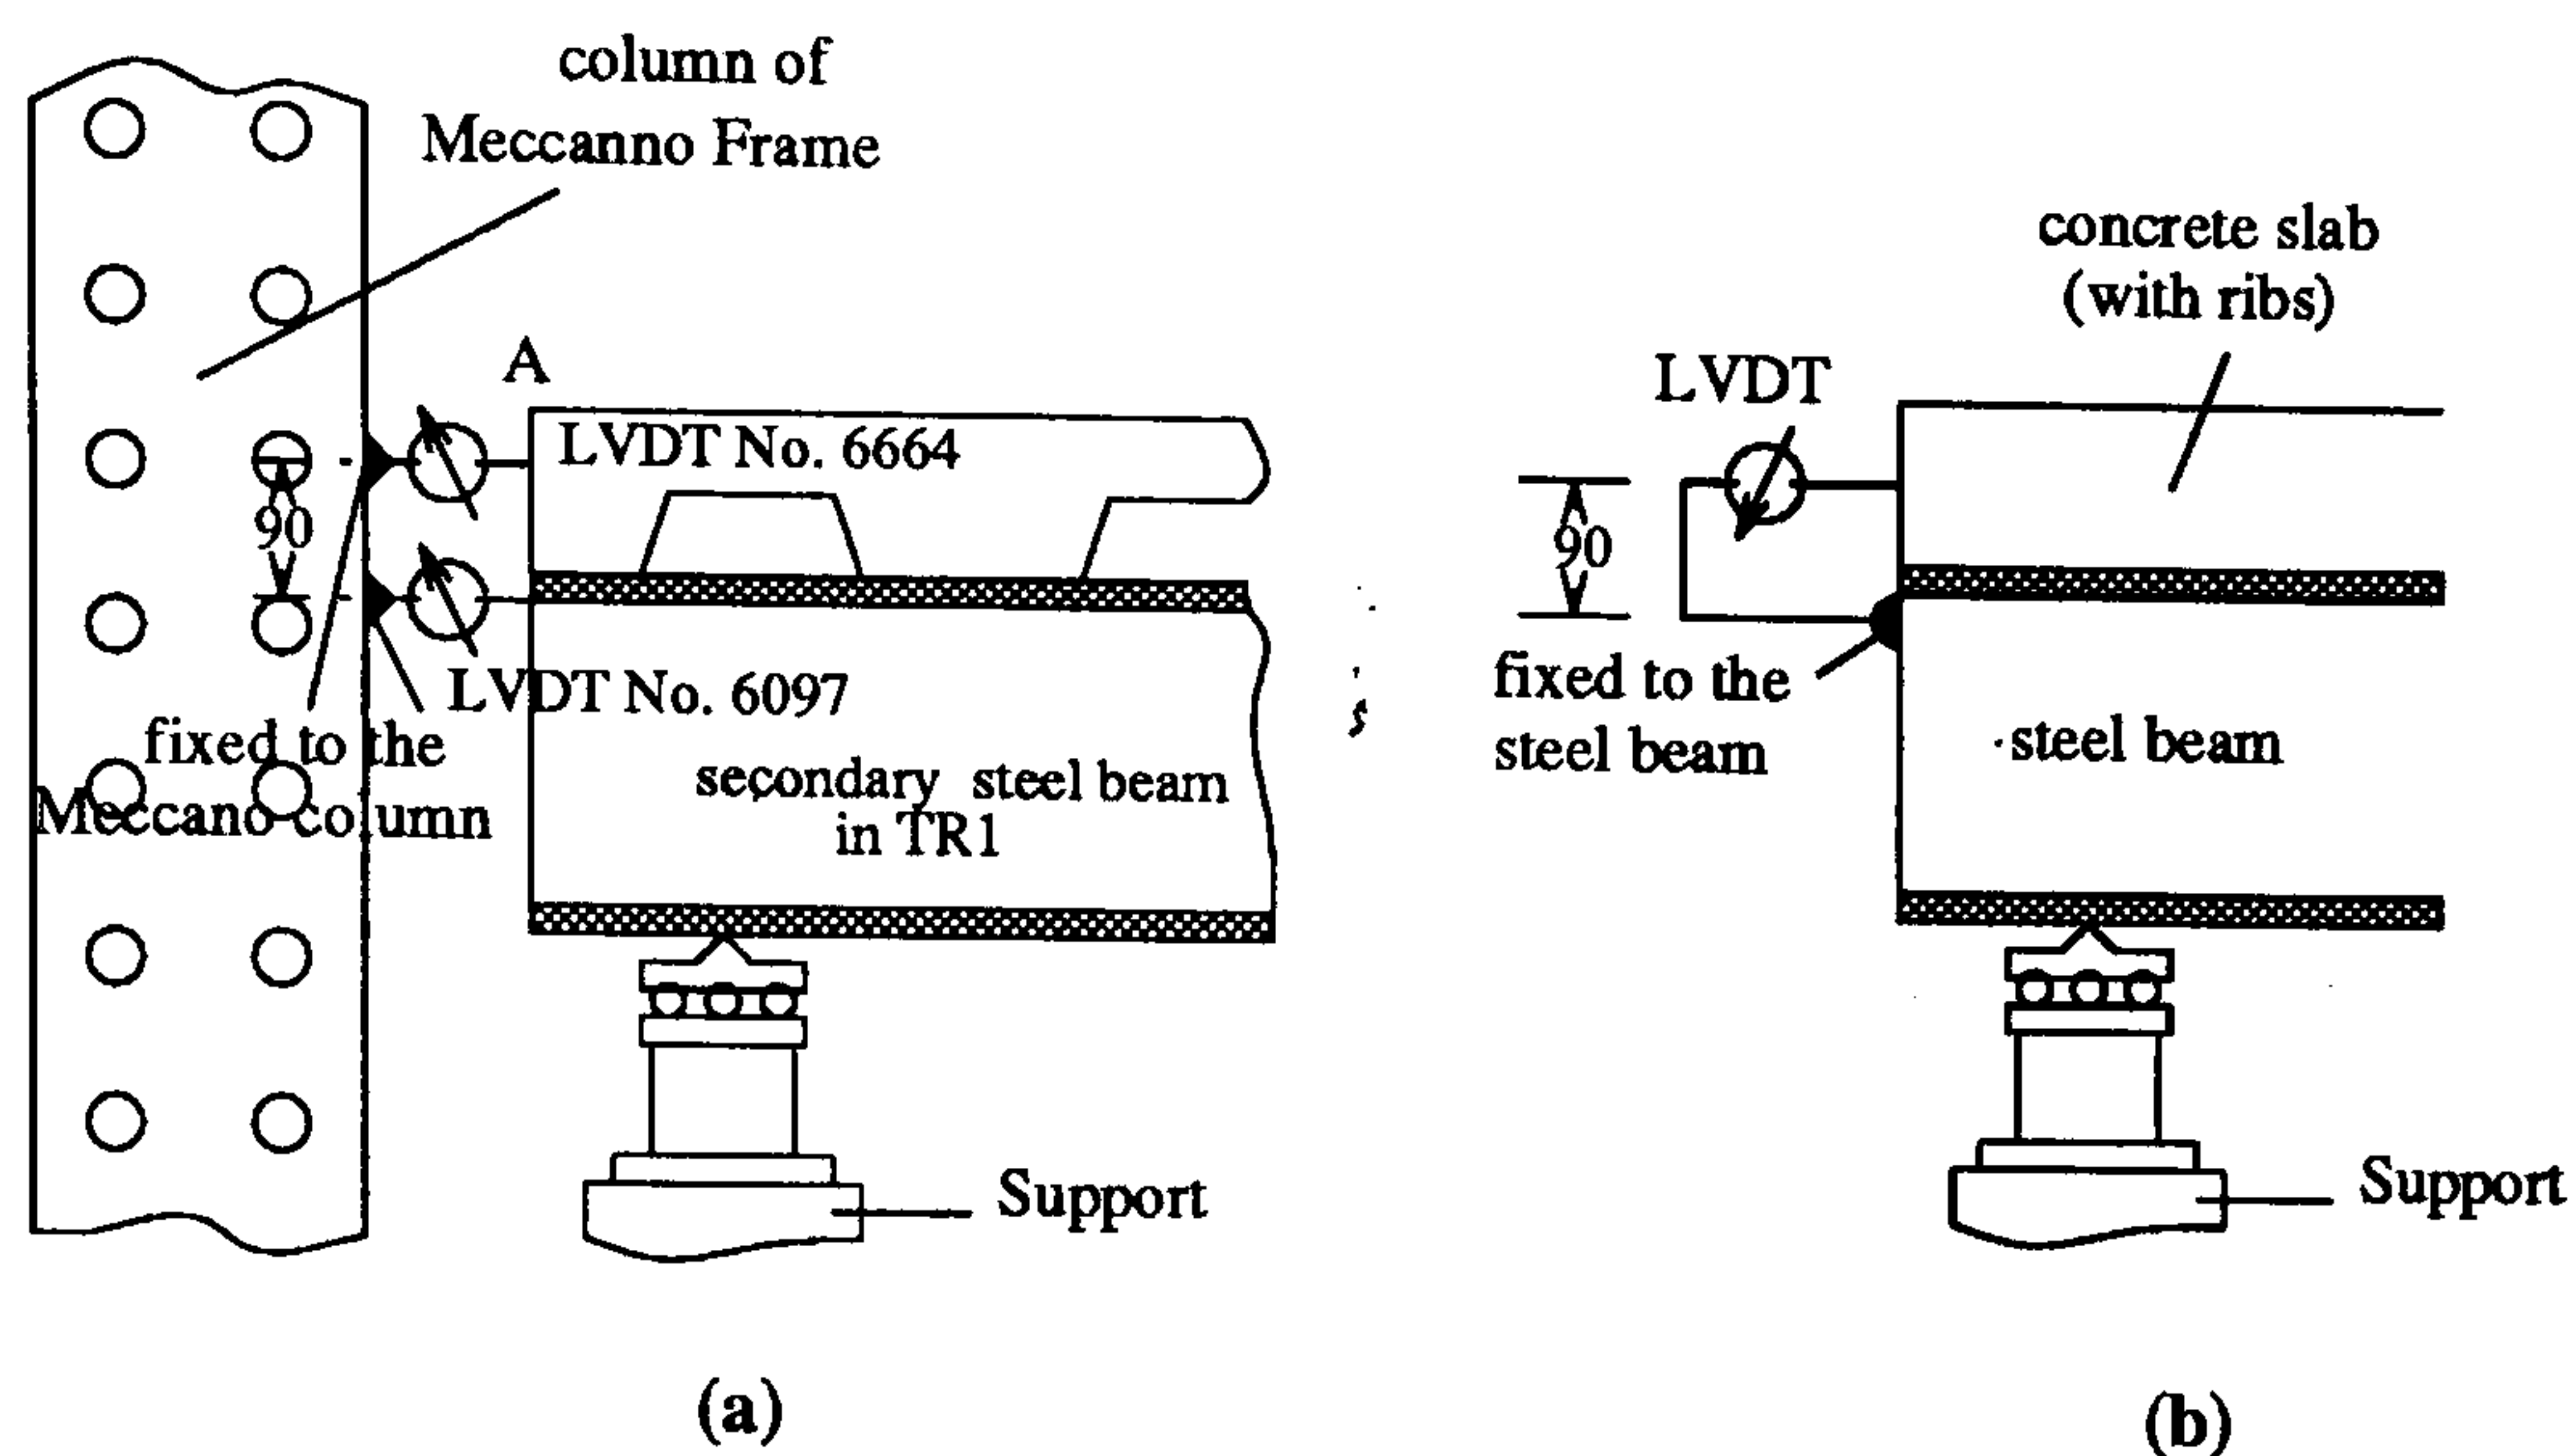 column of
Meccanno Frame
A
LVDT No. 6664
90
LVDT No. 6097
fixed to the
Meccano column
secondary steel beam
in TR1
Support
(a)
concrete slab
(with ribs)
LVDT
90
fixed to the
steel beam
steel beam
Support
(b)